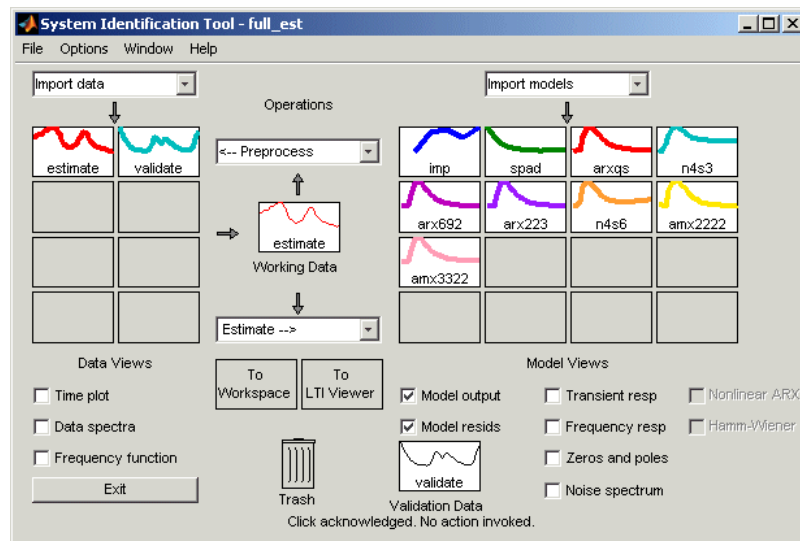 System Identification Tool - full_est
File Options Window Help
Import data
Import models
Operations
estimate
validate
<-- Preprocess
imp
spad
arxqs
n4s3
arx692
arx223
n4s6
amx2222
estimate
Working Data
amx3322
Estimate -->
Data Views
Model Views
To Workspace
To LTI Viewer
Time plot
Data spectra
Frequency function
Exit
Model output
Model resids
Transient resp
Frequency resp
Zeros and poles
Noise spectrum
Nonlinear ARX
Hamm-Wiener
Trash
validate
Validation Data
Click acknowledged. No action invoked.